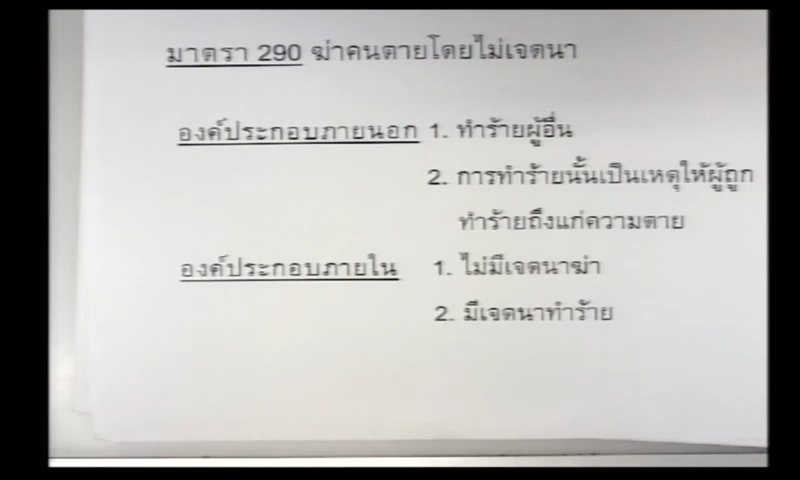 มาตรา 290 ฆ่าคนตายโดยไม่เจตนา
องค์ประกอบภายนอก 1. ทำร้ายผู้อื่น
2. การทำร้ายนั้นเป็นเหตุให้ผู้ถูก
ทำร้ายถึงแก่ความตาย
องค์ประกอบภายใน 1. ไม่มีเจตนาฆ่า
2. มีเจตนาทำร้าย